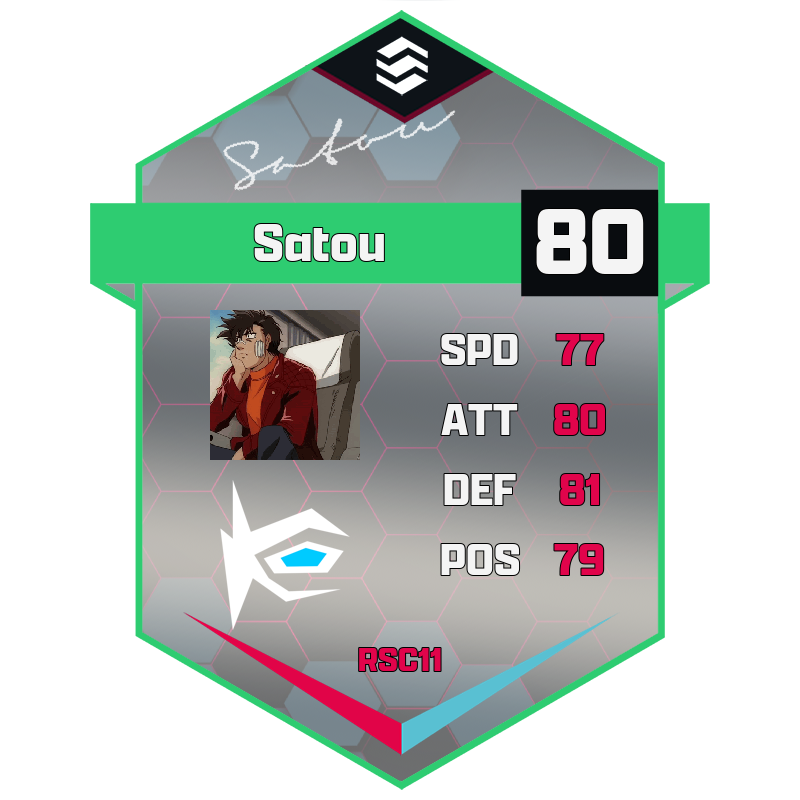 Satou
Satou 80
SPD 77
ATT 80
DEF 81
POS 79
RSC11